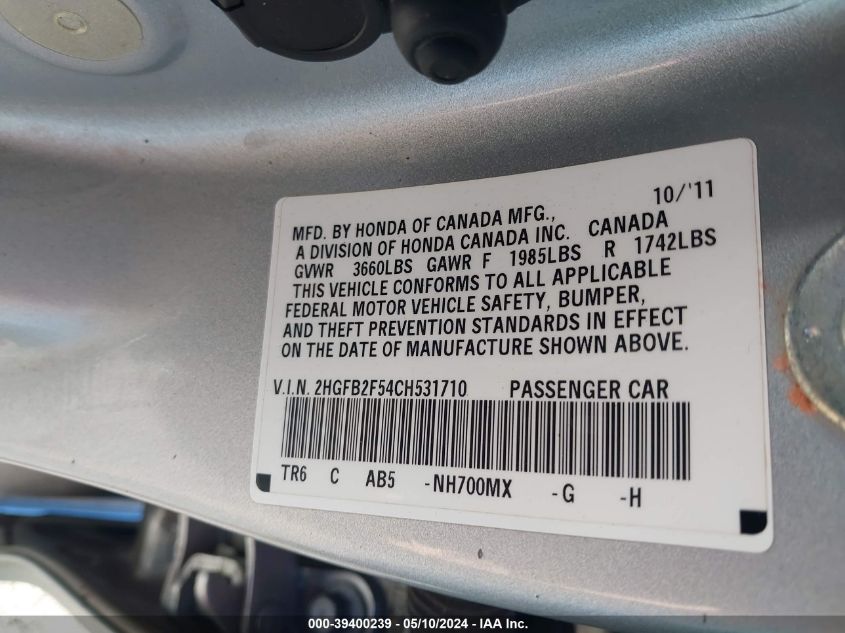 10/'11
MFD. BY HONDA OF CANADA MFG.,
A DIVISION OF HONDA CANADA INC. CANADA
GVWR 3660LBS GAWR F 1985LBS R 1742LBS
THIS VEHICLE CONFORMS TO ALL APPLICABLE
FEDERAL MOTOR VEHICLE SAFETY, BUMPER,
AND THEFT PREVENTION STANDARDS IN EFFECT
ON THE DATE OF MANUFACTURE SHOWN ABOVE.
V.I.N. 2HGFB2F54CH531710 PASSENGER CAR
TR6 C AB5 -NH700MX -G -H
000-39400239 - 05/10/2024 - IAA Inc.